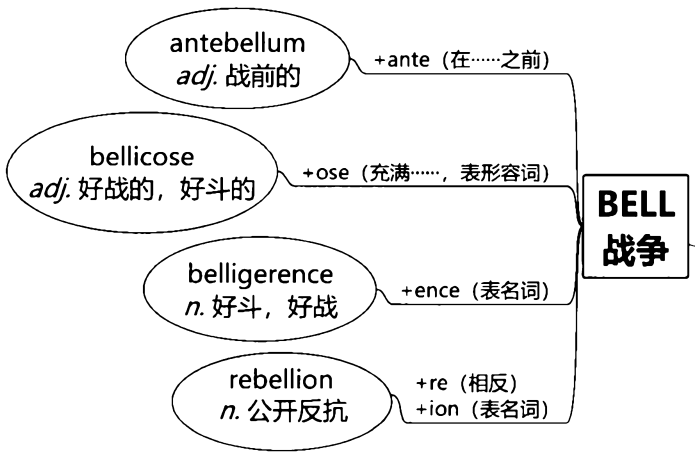 antebellum
adj. 战前的
+ante（在……之前）
bellicose
adj. 好战的，好斗的
+ose（充满……，表形容词）
BELL
战争
belligerence
n. 好斗，好战
+ence（表名词）
rebellion
n. 公开反抗
+re（相反）
+ion（表名词）